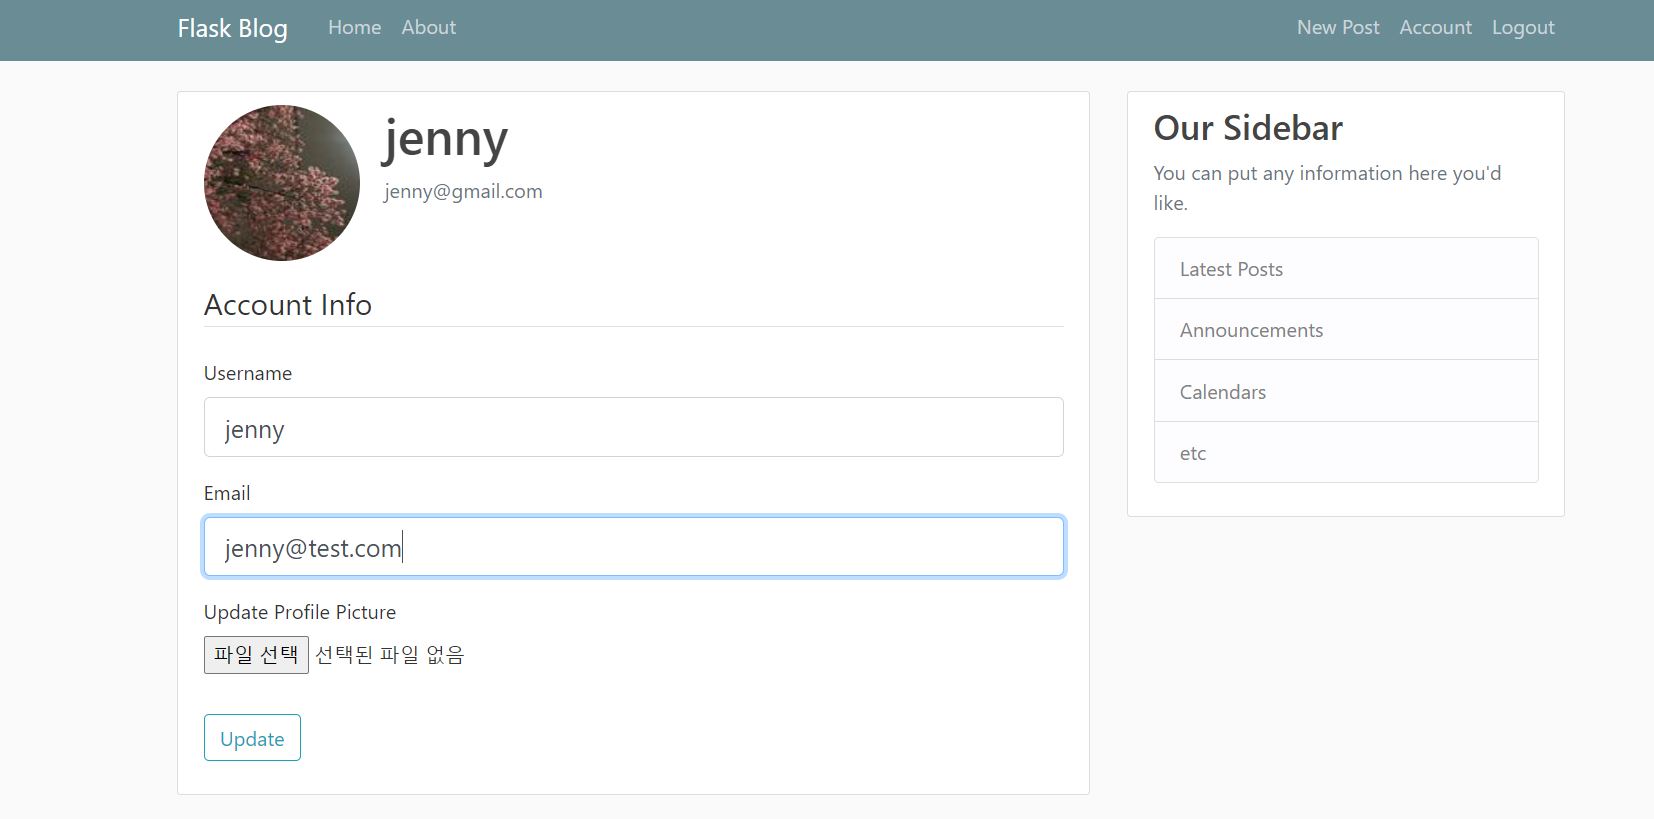 Flask Blog Home About New Post Account Logout
jenny
jenny@gmail.com
Account Info
Username
jenny
Email
jenny@test.com
Update Profile Picture
파일 선택 선택된 파일 없음
Update
Our Sidebar
You can put any information here you'd
like.
Latest Posts
Announcements
Calendars
etc